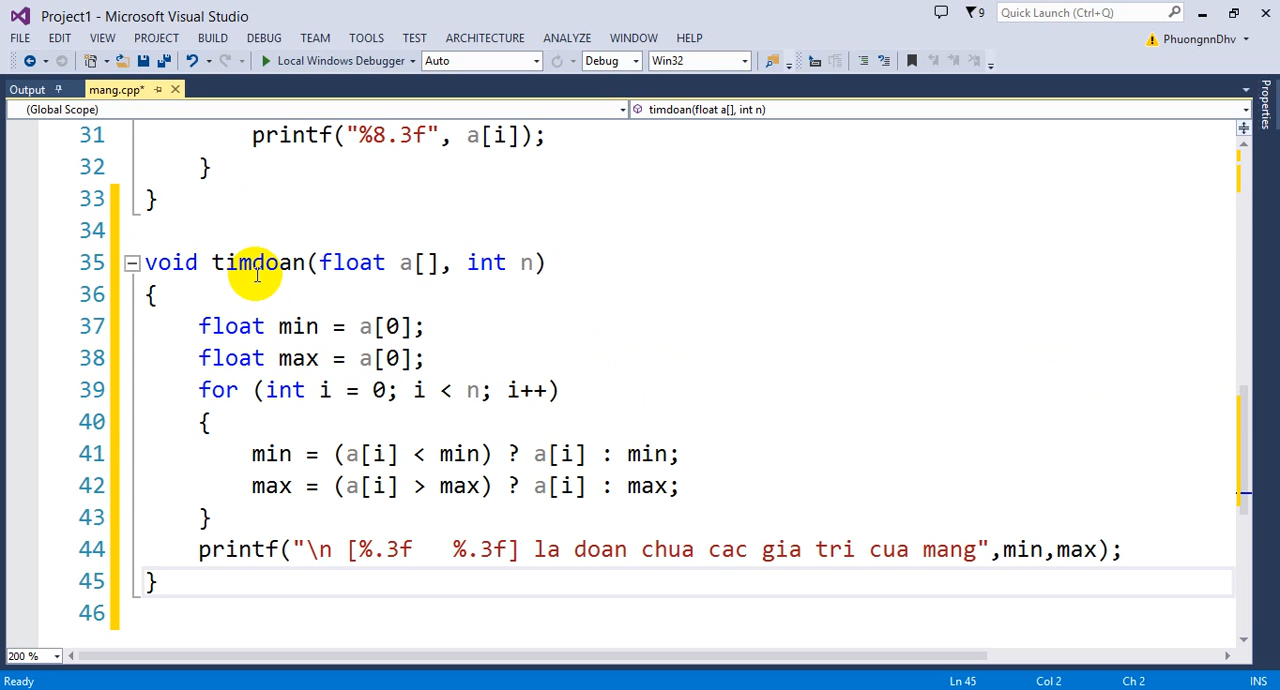 Project1 - Microsoft Visual Studio
9
Quick Launch (Ctrl+Q)
FILE EDIT VIEW PROJECT BUILD DEBUG TEAM TOOLS TEST ARCHITECTURE ANALYZE WINDOW HELP
PhuongnnDhv
Local Windows Debugger Auto Debug Win32
Output mang.cpp*
(Global Scope) timdoan(float a[], int n)
Properties
31 printf("%8.3f", a[i]);
32 }
33 }
34
35 void timdoan(float a[], int n)
36 {
37 float min = a[0];
38 float max = a[0];
39 for (int i = 0; i < n; i++)
40 {
41 min = (a[i] < min) ? a[i] : min;
42 max = (a[i] > max) ? a[i] : max;
43 }
44 printf("\n [%.3f   %.3f] la doan chua cac gia tri cua mang",min,max);
45 }
46
200 %
Ready Ln 45 Col 2 Ch 2 INS